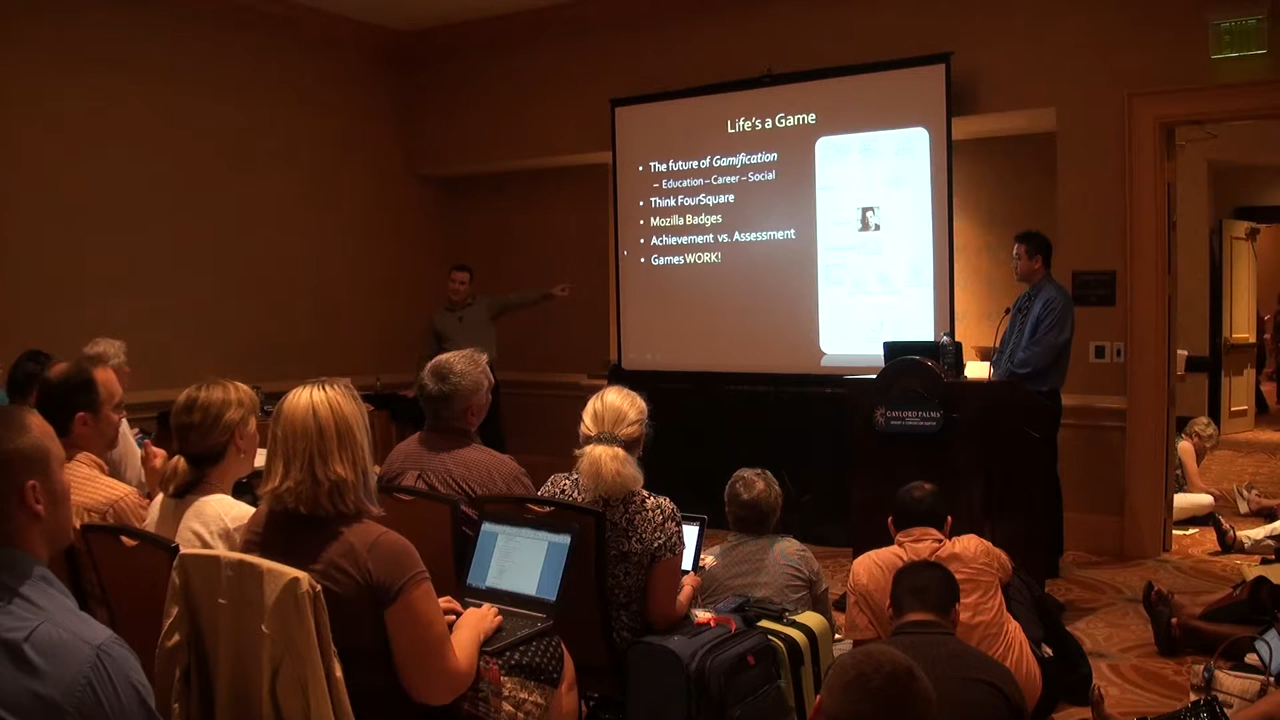 Life's a Game
• The future of Gamification
– Education – Career – Social
• Think FourSquare
• Mozilla Badges
• Achievement vs. Assessment
• Games WORK!
GAYLORD PALMS